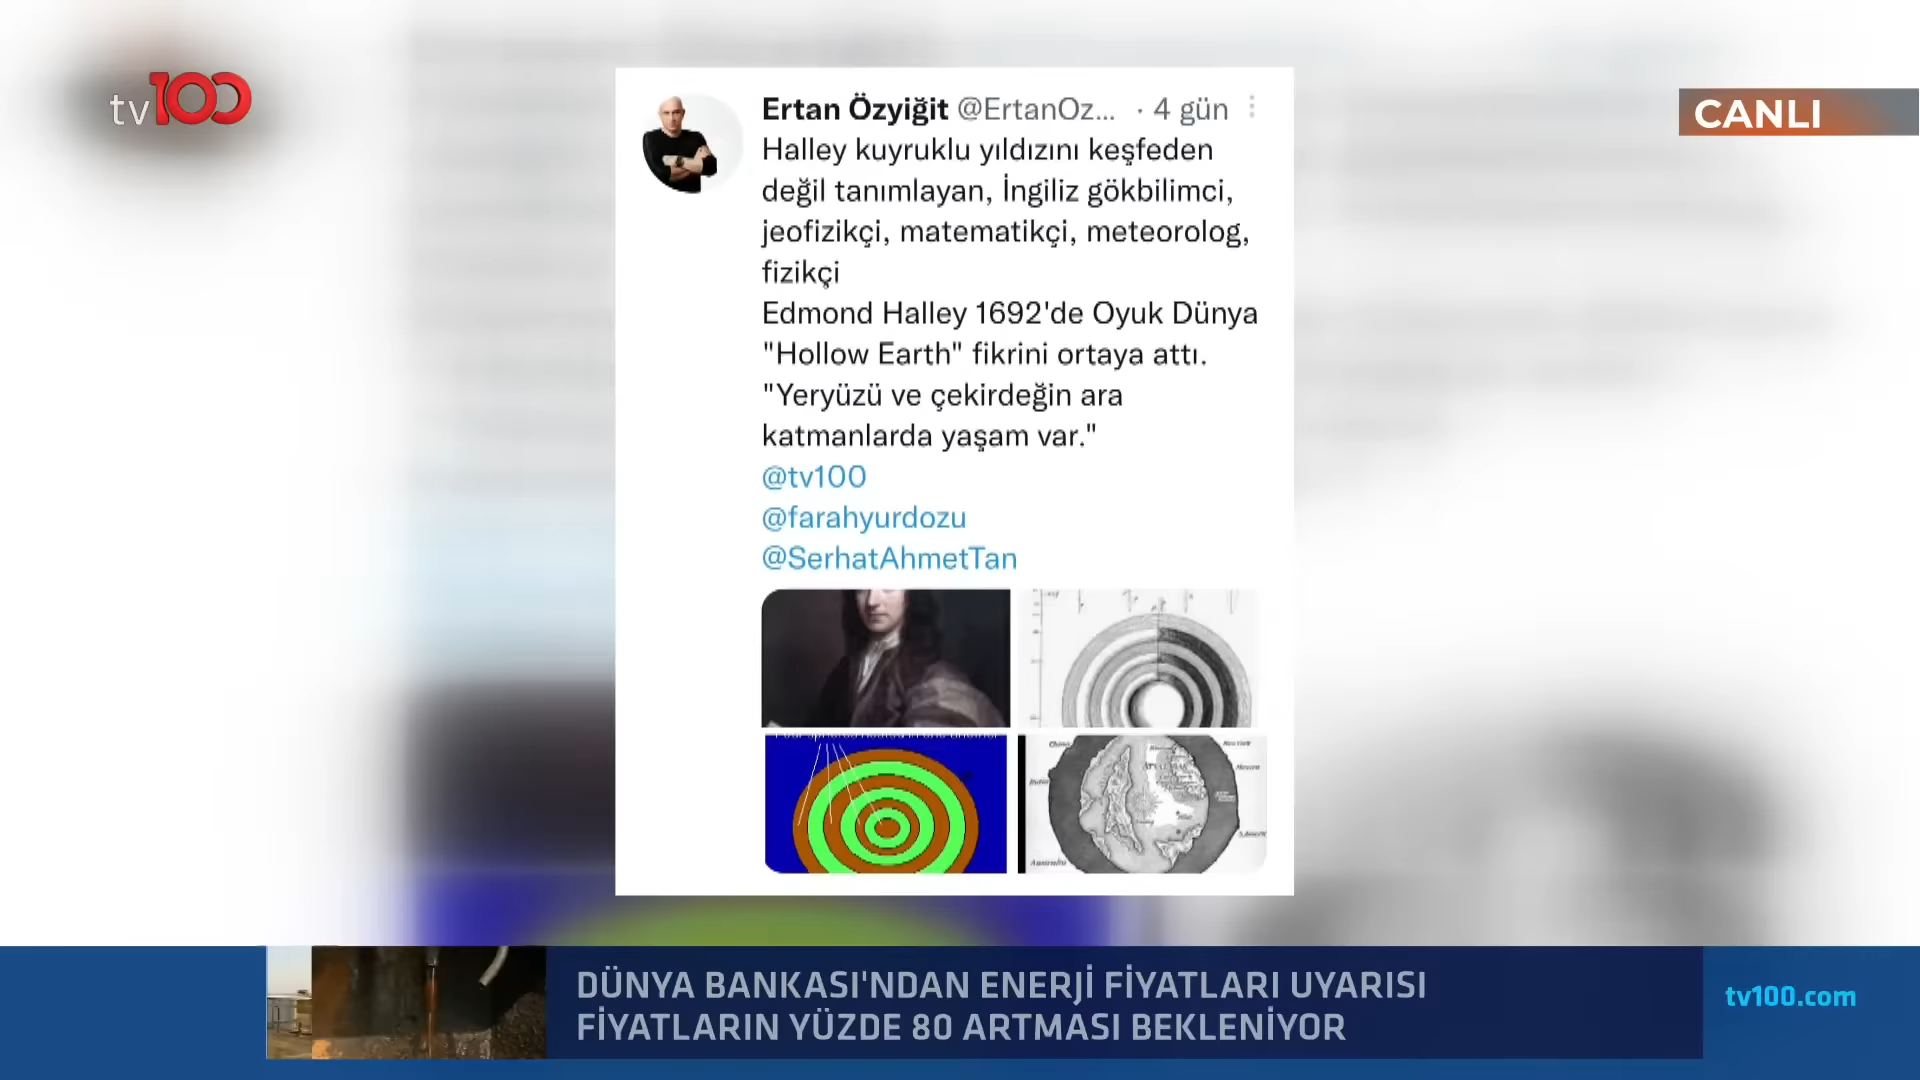 tv100
CANLI
Ertan Özyiğit @ErtanOz... · 4 gün
Halley kuyruklu yıldızını keşfeden
değil tanımlayan, İngiliz gökbilimci,
jeofizikçi, matematikçi, meteorolog,
fizikçi
Edmond Halley 1692'de Oyuk Dünya
"Hollow Earth" fikrini ortaya attı.
"Yeryüzü ve çekirdeğin ara
katmanlarda yaşam var."
@tv100
@farahyurdozu
@SerhatAhmetTan
Australia
DÜNYA BANKASI'NDAN ENERJİ FİYATLARI UYARISI
FİYATLARIN YÜZDE 80 ARTMASI BEKLENİYOR
tv100.com